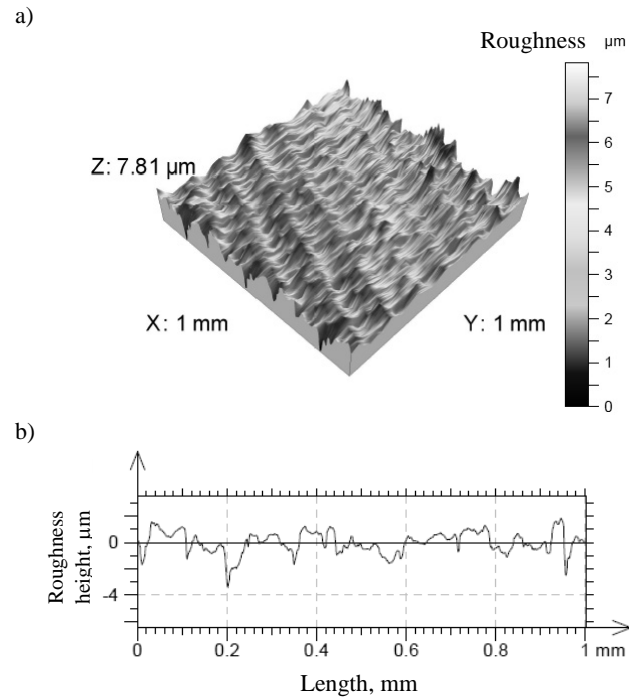 a)
Roughness µm
7
6
5
4
3
2
1
0
Z: 7.81 µm
X: 1 mm
Y: 1 mm
b)
Roughness
height, µm
0
-4
0 0.2 0.4 0.6 0.8 1 mm
Length, mm